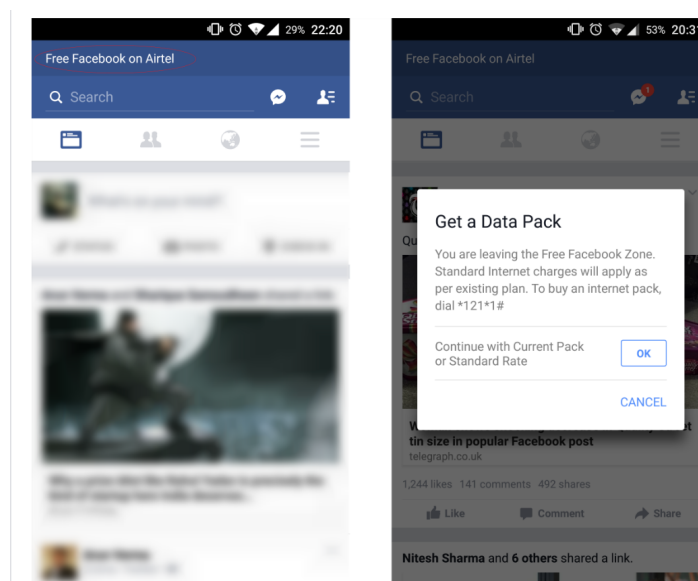 29% 22:20
Free Facebook on Airtel
Search
53% 20:31
Free Facebook on Airtel
Search
1
Qu
Get a Data Pack
You are leaving the Free Facebook Zone.
Standard Internet charges will apply as
per existing plan. To buy an internet pack,
dial *121*1#
Continue with Current Pack
or Standard Rate
OK
CANCEL
tin size in popular Facebook post
telegraph.co.uk
1,244 likes 141 comments 492 shares
Like Comment Share
Nitesh Sharma and 6 others shared a link.